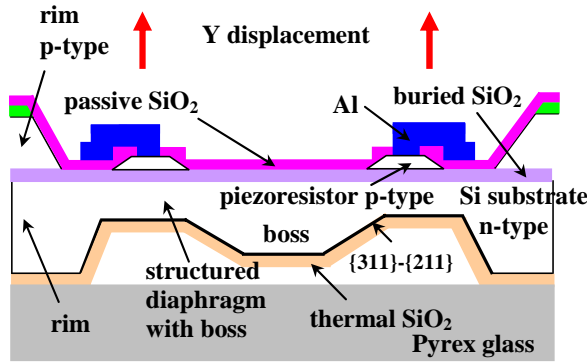 rim
p-type
Y displacement
passive SiO2
Al
buried SiO2
piezoresistor p-type
Si substrate
n-type
boss
{311}-{211}
structured
diaphragm
with boss
rim
thermal SiO2
Pyrex glass